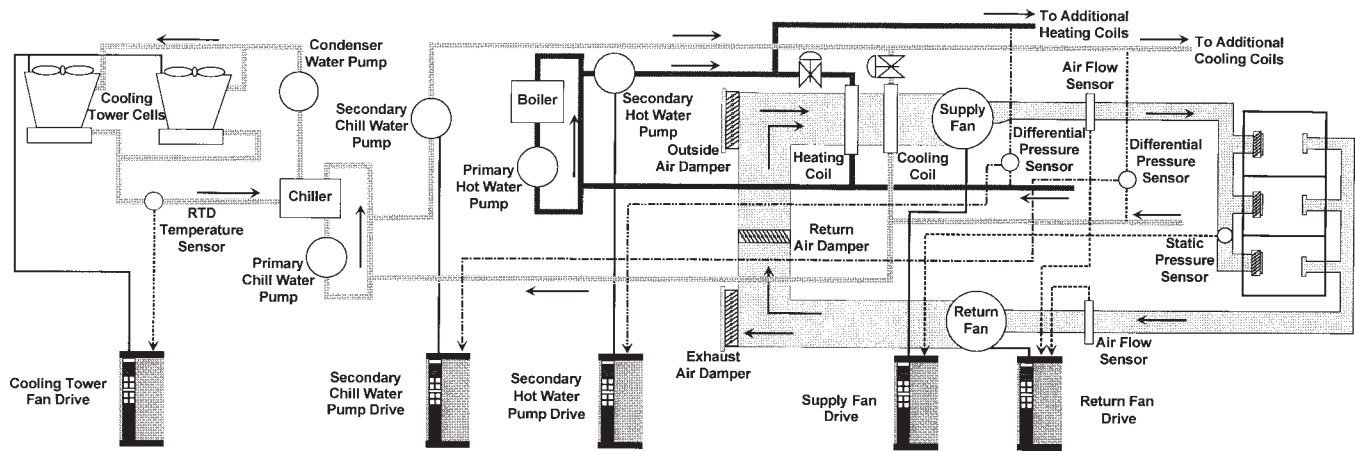 To Additional
Heating Coils
To Additional
Cooling Coils
Condenser
Water Pump
Cooling
Tower Cells
Secondary
Chill Water
Pump
Boiler
Secondary
Hot Water
Pump
Outside
Air Damper
Supply
Fan
Air Flow
Sensor
Differential
Pressure
Sensor
Differential
Pressure
Sensor
Heating
Coil
Cooling
Coil
Primary
Hot Water
Pump
Chiller
RTD
Temperature
Sensor
Primary
Chill Water
Pump
Return
Air Damper
Static
Pressure
Sensor
Return
Fan
Exhaust
Air Damper
Air Flow
Sensor
Cooling Tower
Fan Drive
Secondary
Chill Water
Pump Drive
Secondary
Hot Water
Pump Drive
Supply Fan
Drive
Return Fan
Drive